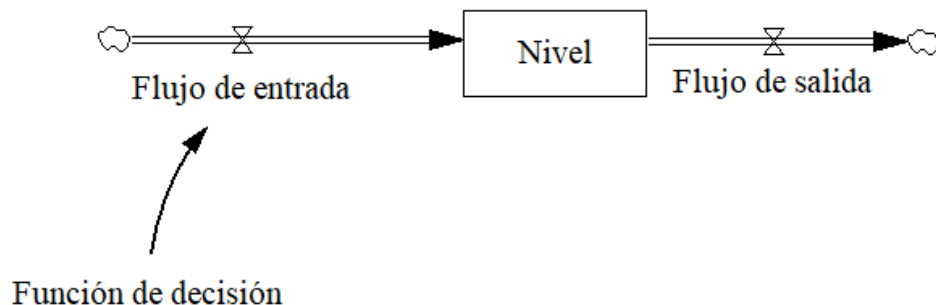 Nivel
Flujo de entrada
Flujo de salida
Función de decisión